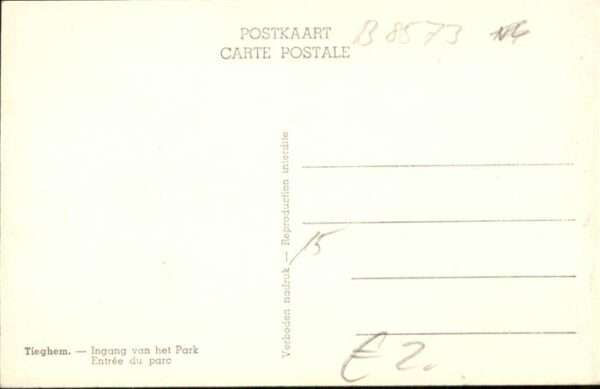 POSTKAART
CARTE POSTALE
B 8573
Verboden nadruk — Reproduction interdite
15
Tieghem. — Ingang van het Park
Entrée du parc
€ 2.